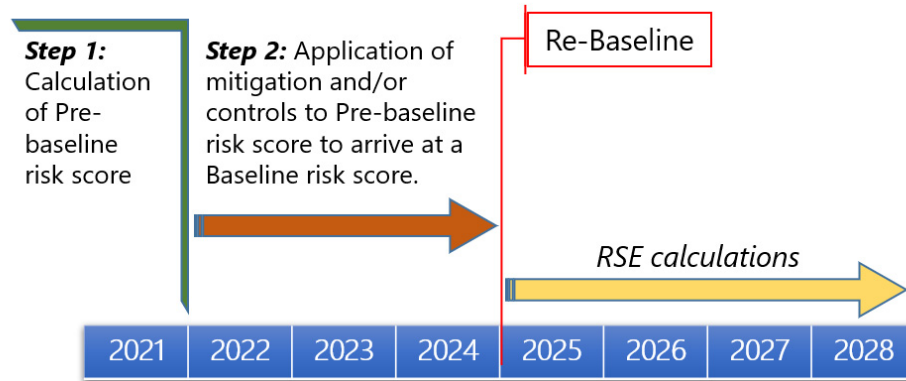 Step 1:
Calculation
of Pre-
baseline
risk score
Step 2: Application of
mitigation and/or
controls to Pre-baseline
risk score to arrive at a
Baseline risk score.
Re-Baseline
RSE calculations
2021 2022 2023 2024 2025 2026 2027 2028